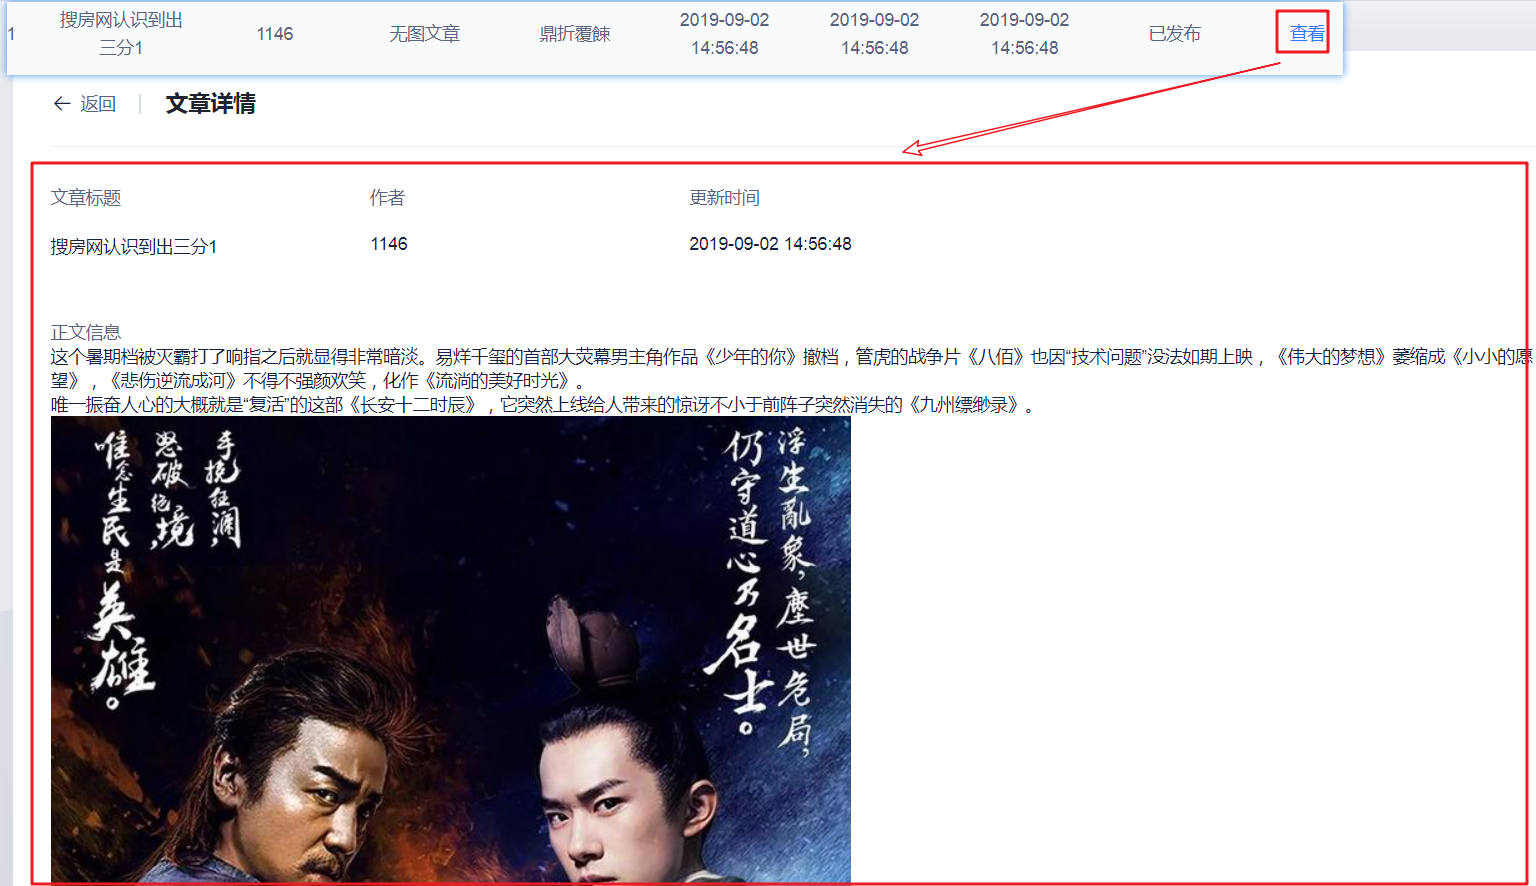 1
搜房网认识到出
三分1
1146
无图文章
鼎折覆餗
2019-09-02
14:56:48
2019-09-02
14:56:48
2019-09-02
14:56:48
已发布
查看
返回
文章详情
文章标题
作者
更新时间
搜房网认识到出三分1
1146
2019-09-02 14:56:48
正文信息
这个暑期档被灭霸打了响指之后就显得非常暗淡。易烊千玺的首部大荧幕男主角作品《少年的你》撤档，管虎的战争片《八佰》也因“技术问题”没法如期上映，《伟大的梦想》萎缩成《小小的愿
望》，《悲伤逆流成河》不得不强颜欢笑，化作《流淌的美好时光》。
唯一振奋人心的大概就是“复活”的这部《长安十二时辰》，它突然上线给人带来的惊讶不小于前阵子突然消失的《九州缥缈录》。
手挽狂澜，
怒破绝境，
唯念生民是英雄。
浮生亂象，塵世危局，
仍守道心乃名士。